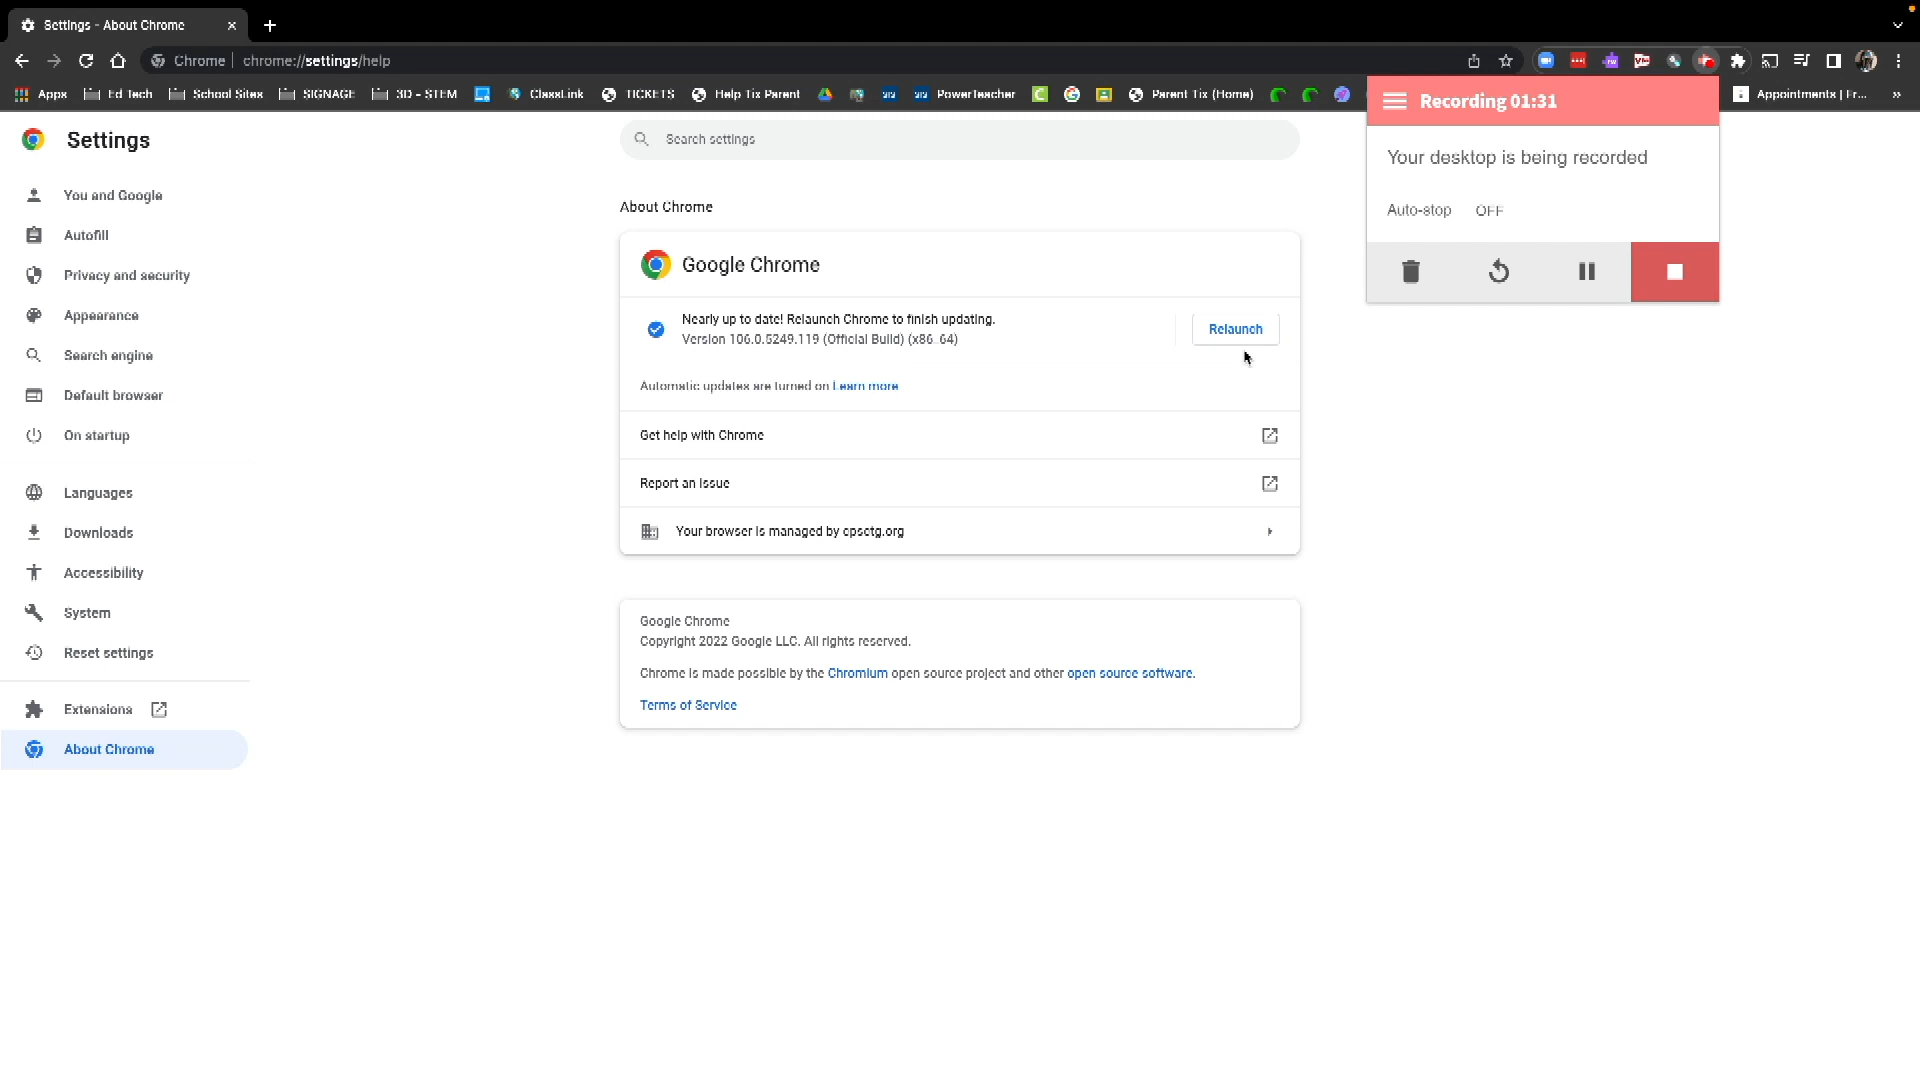 Settings - About Chrome
Chrome | chrome://settings/help
Apps Ed Tech School Sites SIGNAGE 3D - STEM ClassLink TICKETS Help Tix Parent PowerTeacher Parent Tix (Home) Appointments | Fr... »
Recording 01:31
Your desktop is being recorded
Auto-stop OFF
Settings
Search settings
You and Google
Autofill
Privacy and security
Appearance
Search engine
Default browser
On startup
Languages
Downloads
Accessibility
System
Reset settings
Extensions
About Chrome
About Chrome
Google Chrome
Nearly up to date! Relaunch Chrome to finish updating.
Version 106.0.5249.119 (Official Build) (x86_64)
Relaunch
Automatic updates are turned on Learn more
Get help with Chrome
Report an issue
Your browser is managed by cpsctg.org
Google Chrome
Copyright 2022 Google LLC. All rights reserved.
Chrome is made possible by the Chromium open source project and other open source software.
Terms of Service